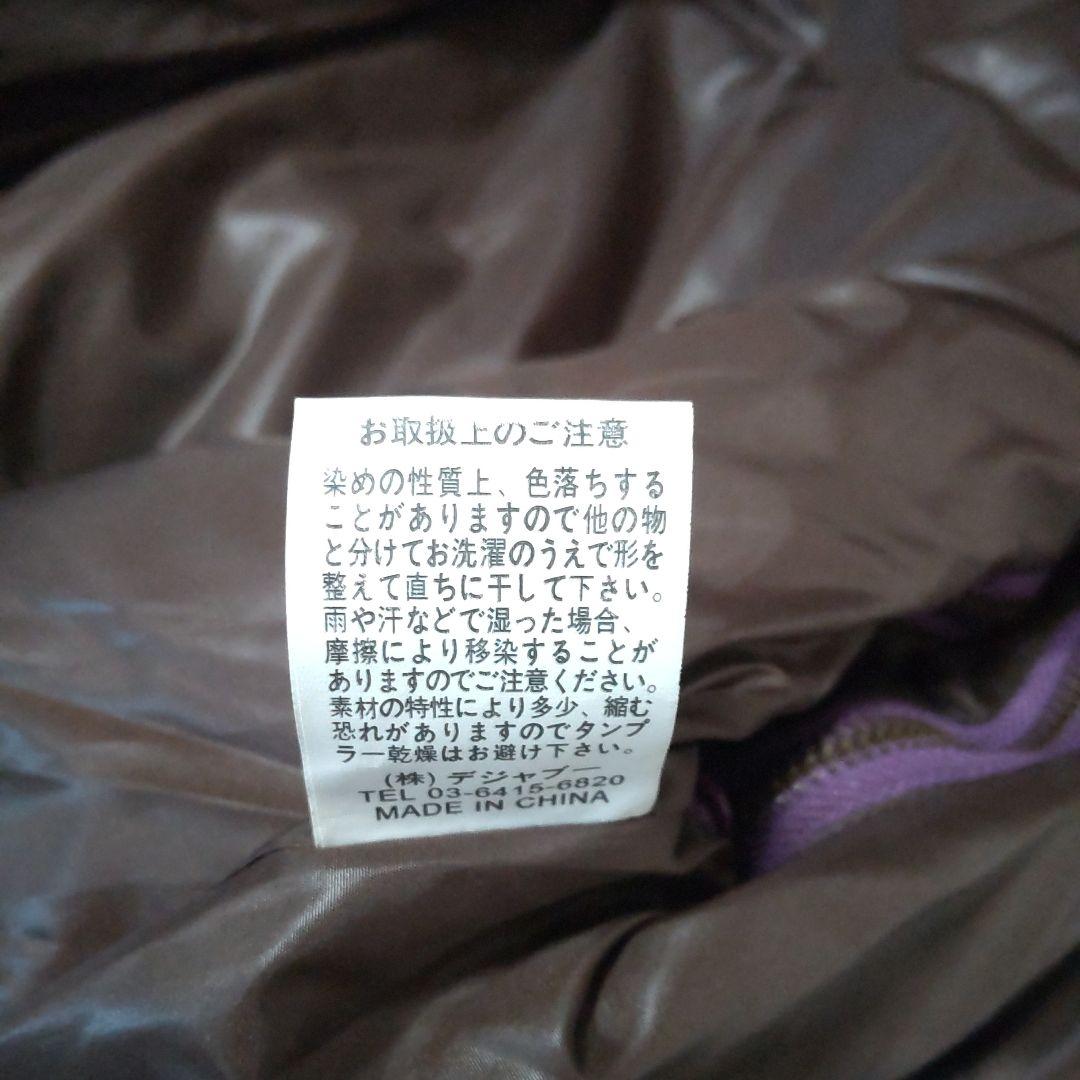 お取扱上のご注意
染めの性質上、色落ちする
ことがありますので他の物
と分けてお洗濯のうえで形を
整えて直ちに干して下さい。
雨や汗などで湿った場合、
摩擦により移染することが
ありますのでご注意ください。
素材の特性により多少、縮む
恐れがありますのでタンブ
ラー乾燥はお避け下さい。
(株)デジャブー
TEL 03-6415-6820
MADE IN CHINA